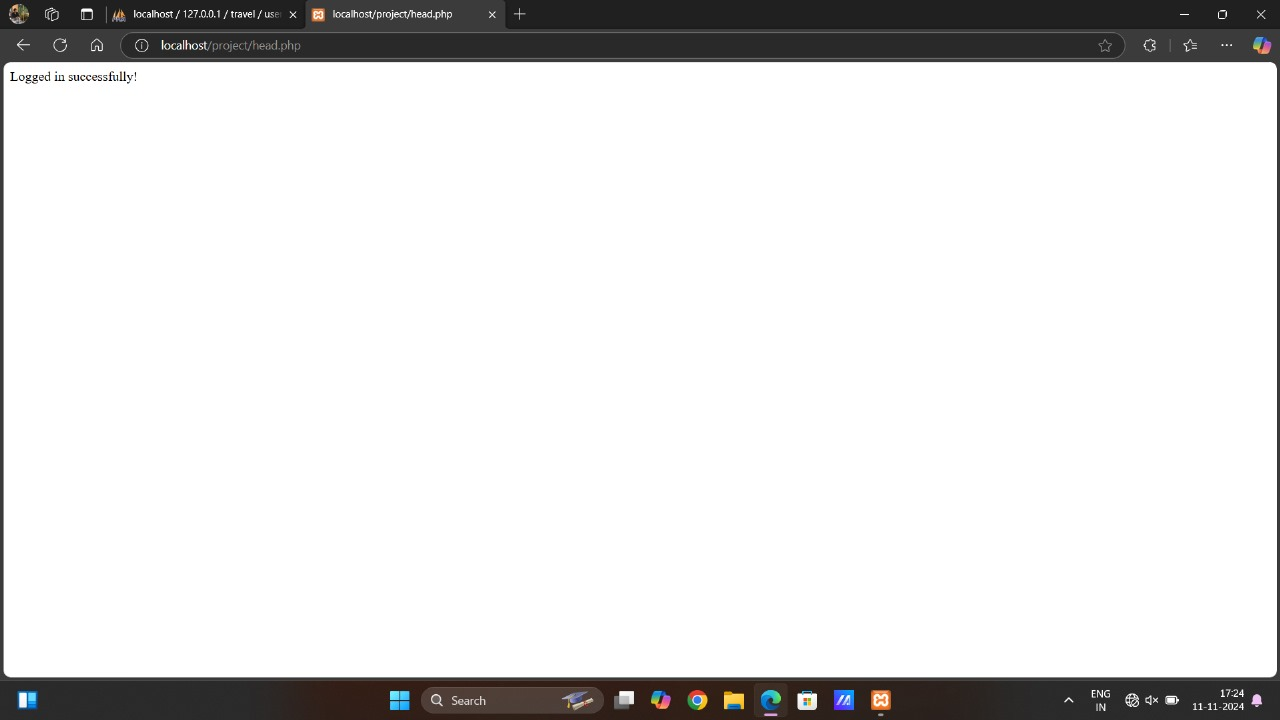 localhost / 127.0.0.1 / travel / use
localhost/project/head.php
localhost/project/head.php
Logged in successfully!
Search
ENG
IN
17:24
11-11-2024